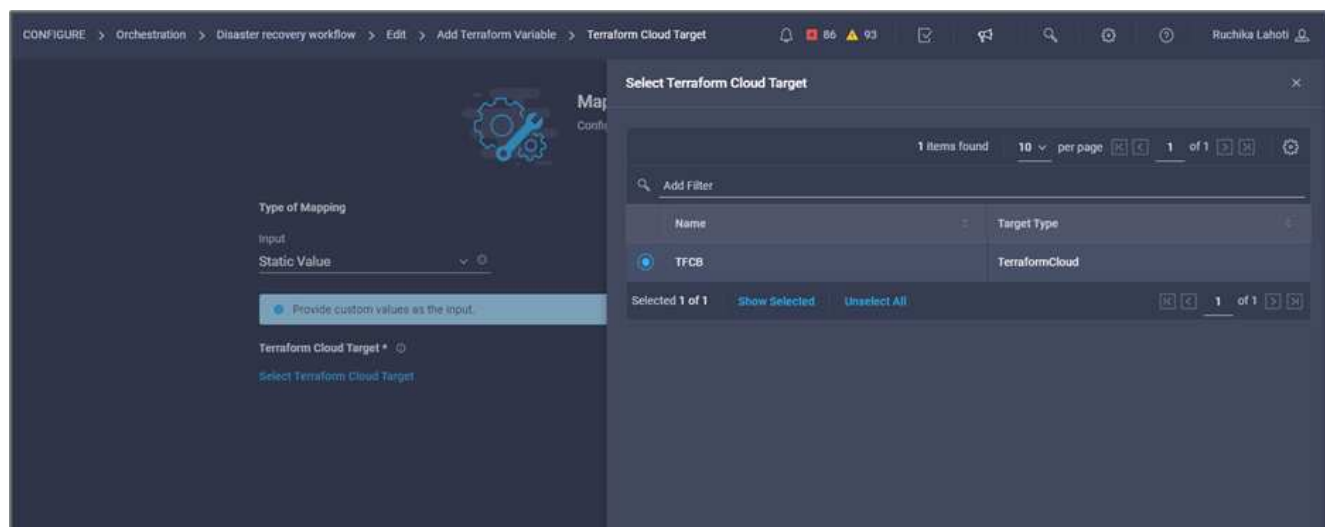 CONFIGURE > Orchestration > Disaster recovery workflow > Edit > Add Terraform Variable > Terraform Cloud Target 86 93 Ruchika Lahoti
Select Terraform Cloud Target
Map
Confi
1 items found 10 per page 1 of 1
Add Filter
Name Target Type
TFCB TerraformCloud
Selected 1 of 1 Show Selected Unselect All 1 of 1
Type of Mapping
Input
Static Value
Provide custom values as the input.
Terraform Cloud Target *
Select Terraform Cloud Target